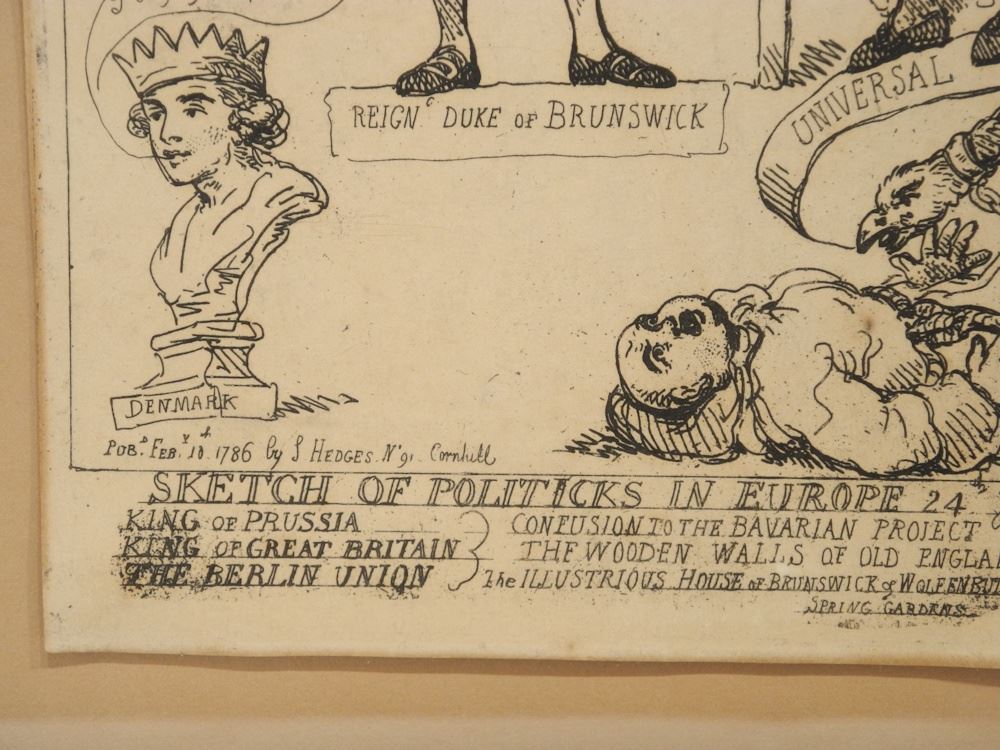 REIGN.G DUKE OF BRUNSWICK
UNIVERSAL
DENMARK
PUB.D FEB.Y 10.th 1786 by S HEDGES. No 91. Cornhill
SKETCH OF POLITICKS IN EUROPE 24
KING OF PRUSSIA CONFUSION TO THE BAVARIAN PROJECT
KING OF GREAT BRITAIN THE WOODEN WALLS OF OLD ENGLA
THE BERLIN UNION The ILLUSTRIOUS HOUSE OF BRUNSWICK & WOLFENBUT
SPRING GARDENS